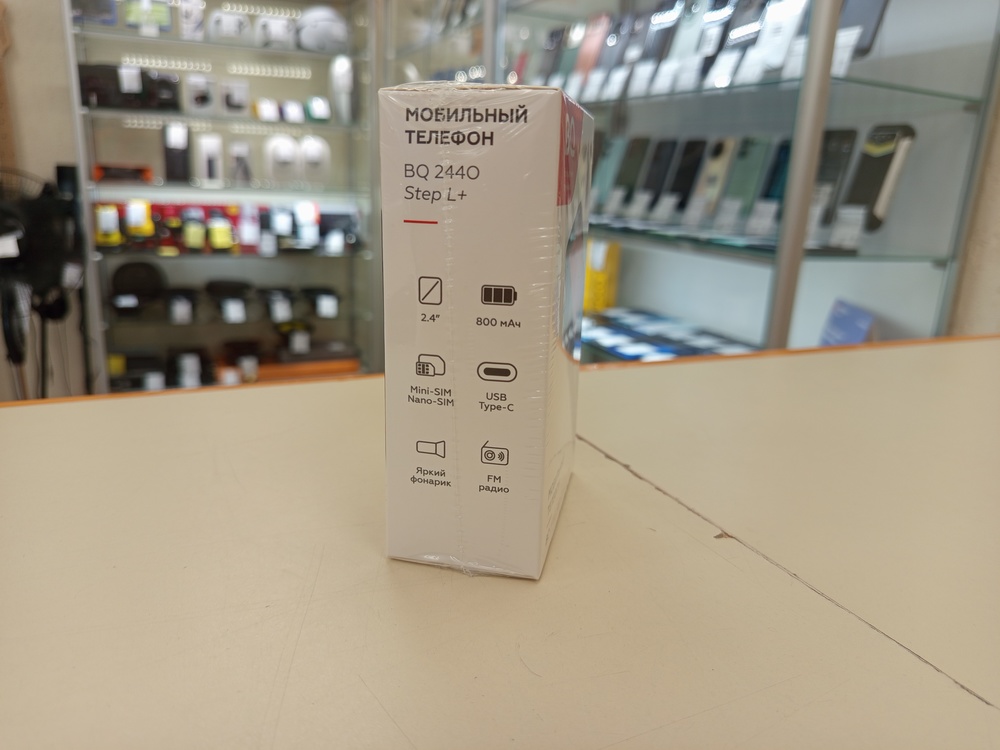 МОБИЛЬНЫЙ
ТЕЛЕФОН
BQ 2440
Step L+
2.4"
800 мАч
Mini-SIM
Nano-SIM
USB
Type-C
Яркий
фонарик
FM
радио
BQ